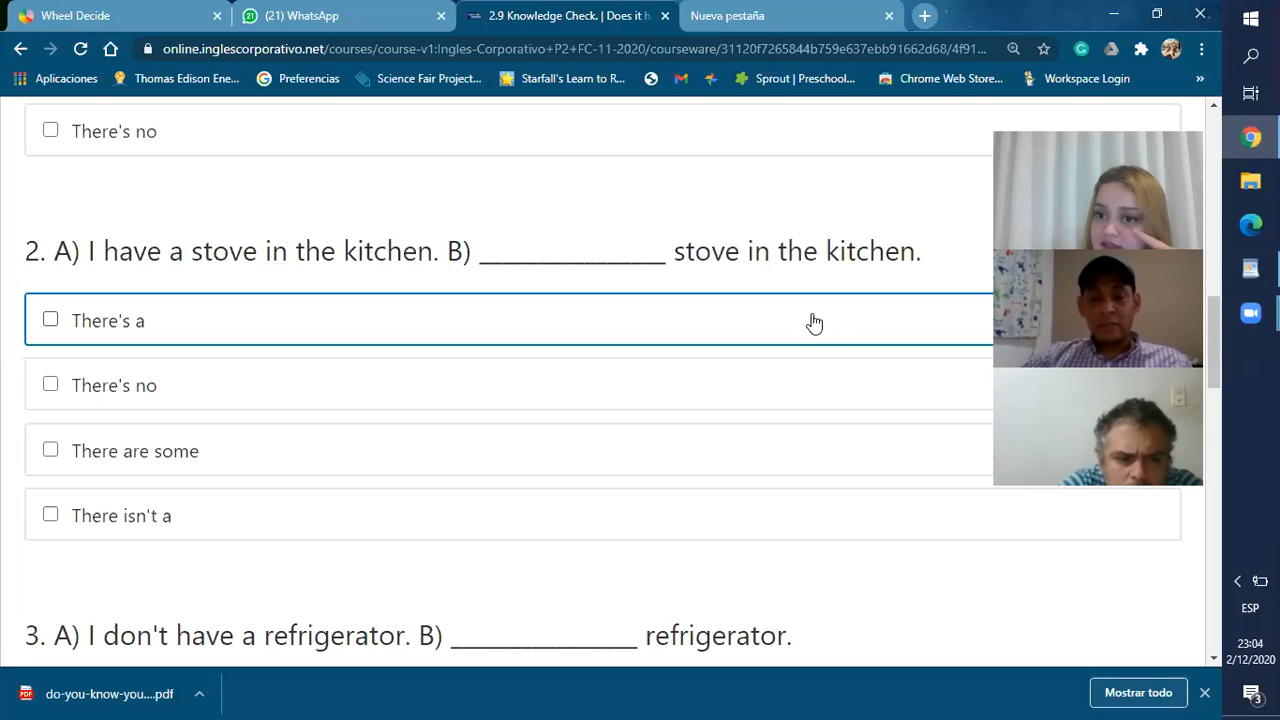 Wheel Decide
(21) WhatsApp
2.9 Knowledge Check. | Does it h
Nueva pestaña
online.inglescorporativo.net/courses/course-v1:Ingles-Corporativo+P2+FC-11-2020/courseware/31120f7265844b759e637ebb91662d68/4f91...
Aplicaciones
Thomas Edison Ene...
Preferencias
Science Fair Project...
Starfall's Learn to R...
Sprout | Preschool...
Chrome Web Store...
Workspace Login
»
There's no
2. A) I have a stove in the kitchen. B) ________________ stove in the kitchen.
There's a
There's no
There are some
There isn't a
3. A) I don't have a refrigerator. B) ________________ refrigerator.
ESP
23:04
2/12/2020
3
do-you-know-you....pdf
Mostrar todo